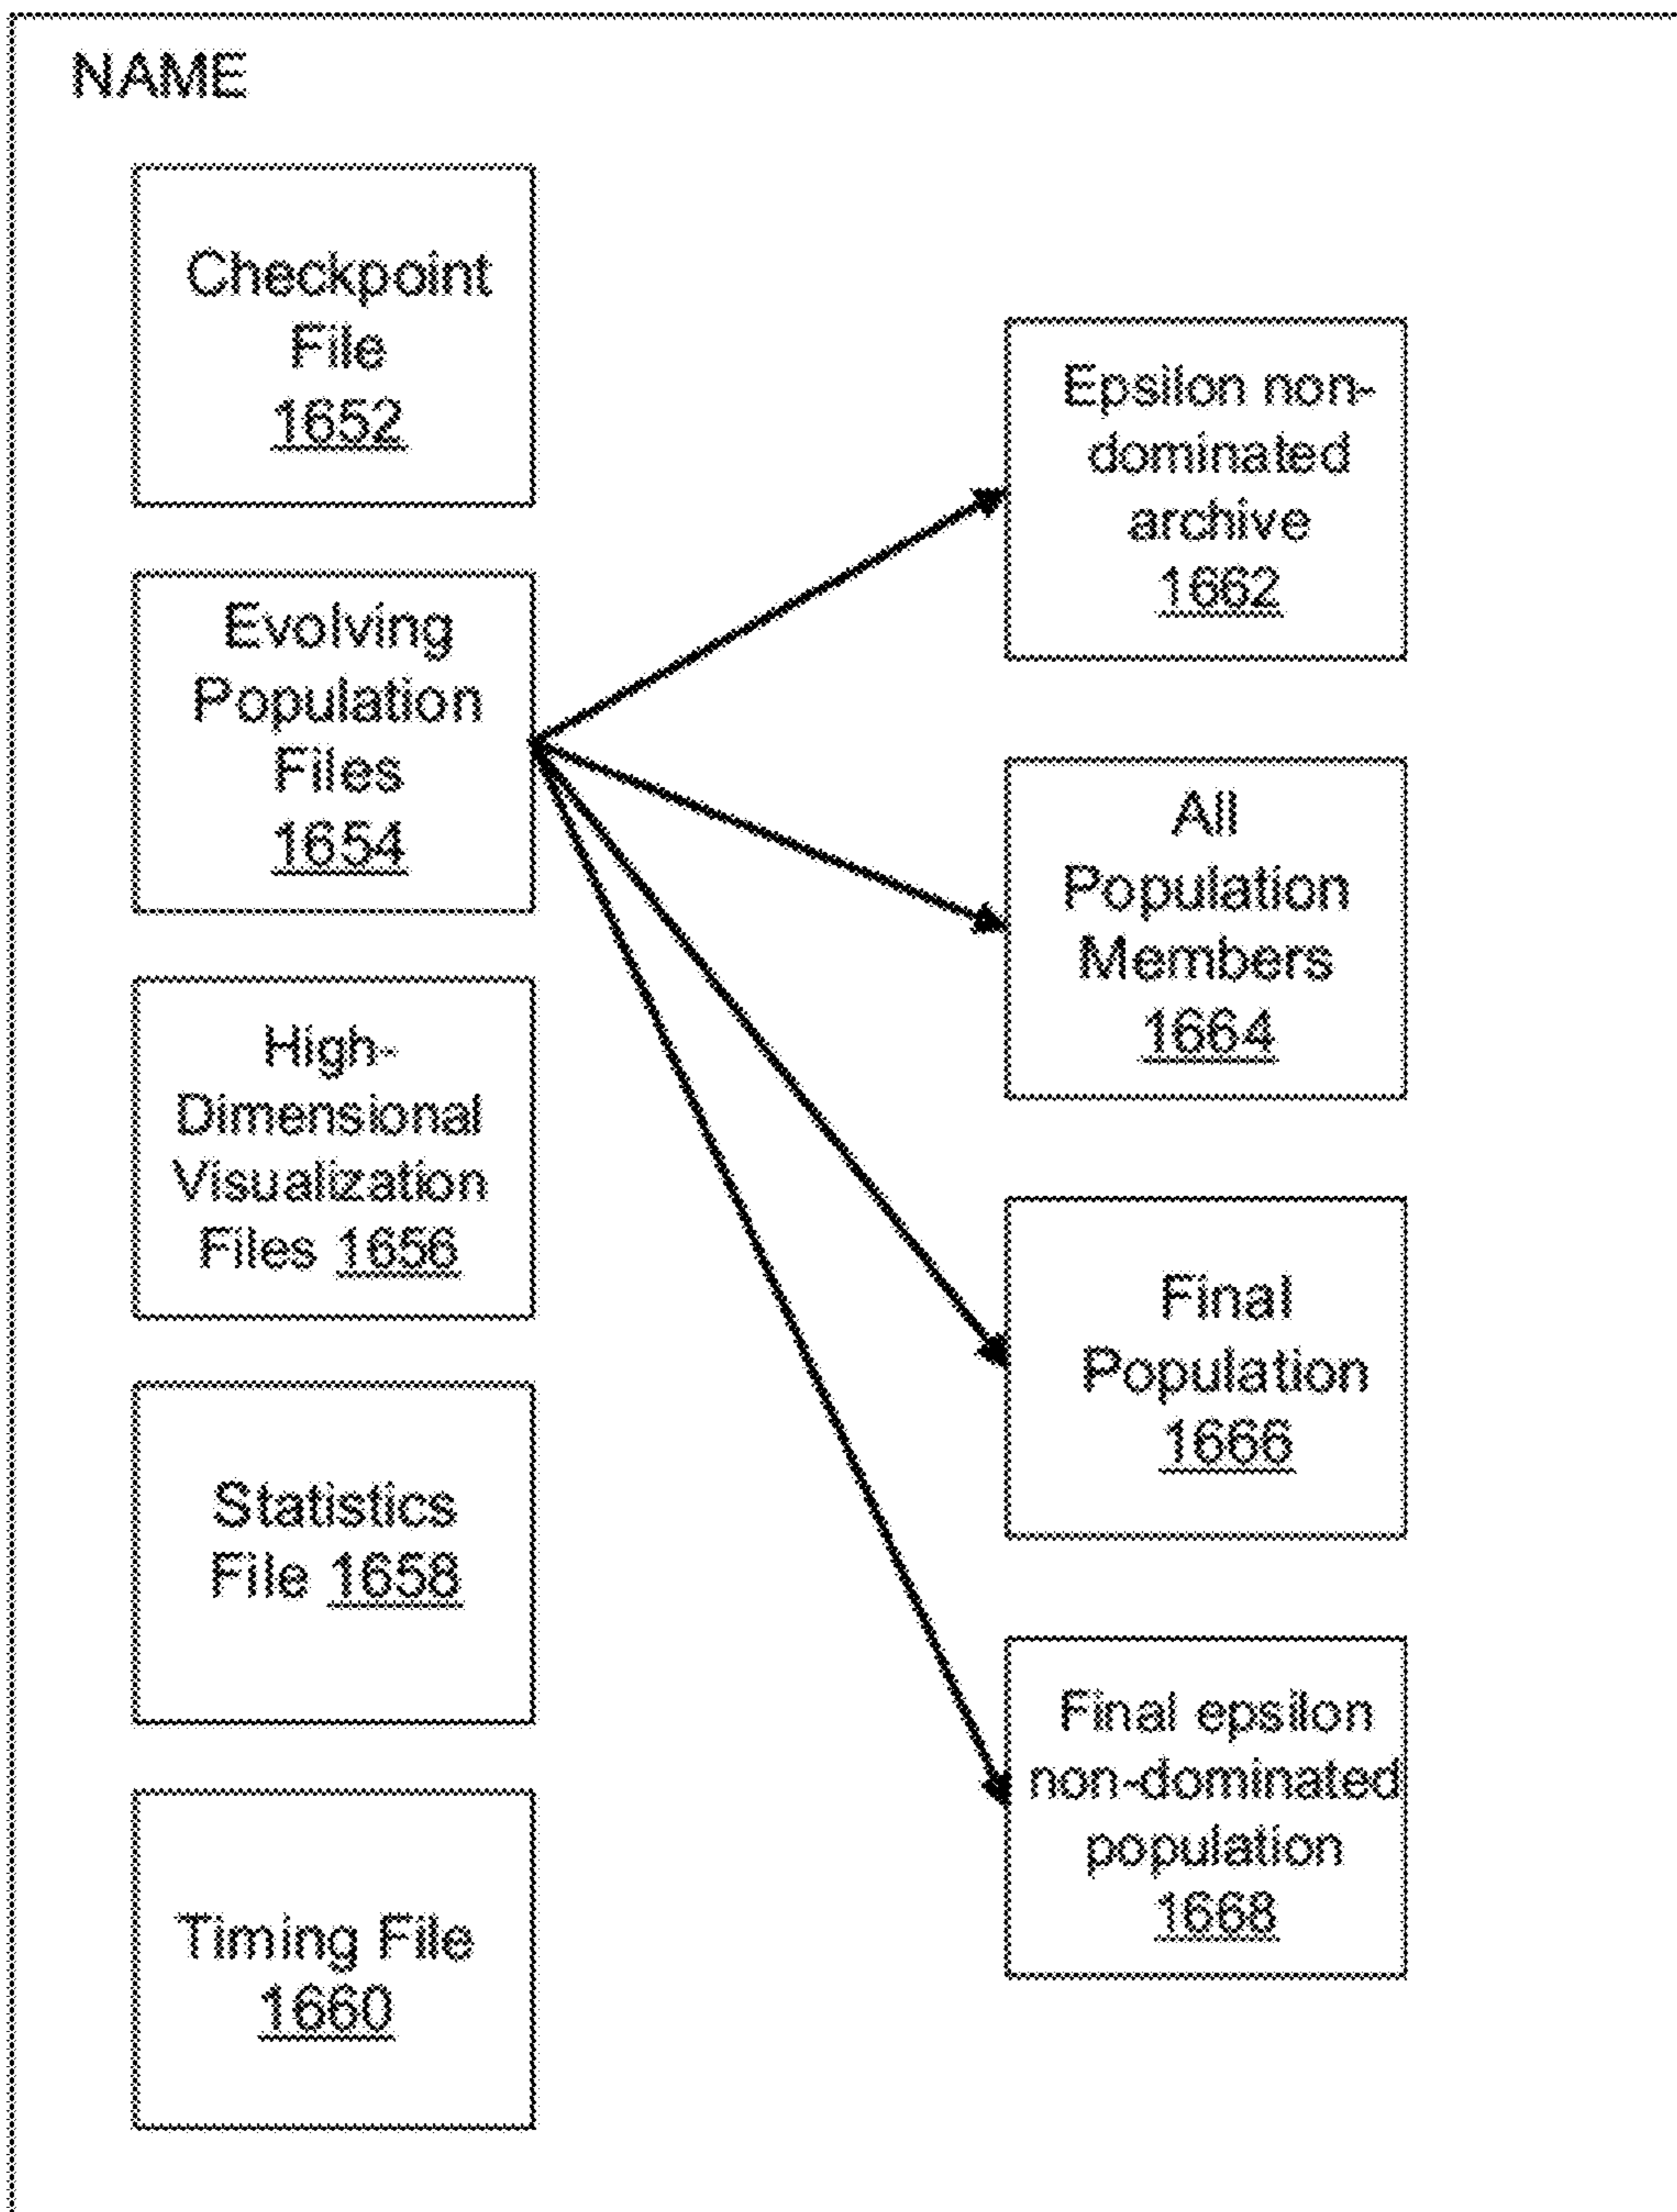 NAME
Checkpoint
File
1652
Evolving
Population
Files
1654
High-
Dimensional
Visualization
Files 1656
Statistics
File 1658
Timing File
1660
Epsilon non-
dominated
archive
1662
All
Population
Members
1664
Final
Population
1666
Final epsilon
non-dominated
population
1668